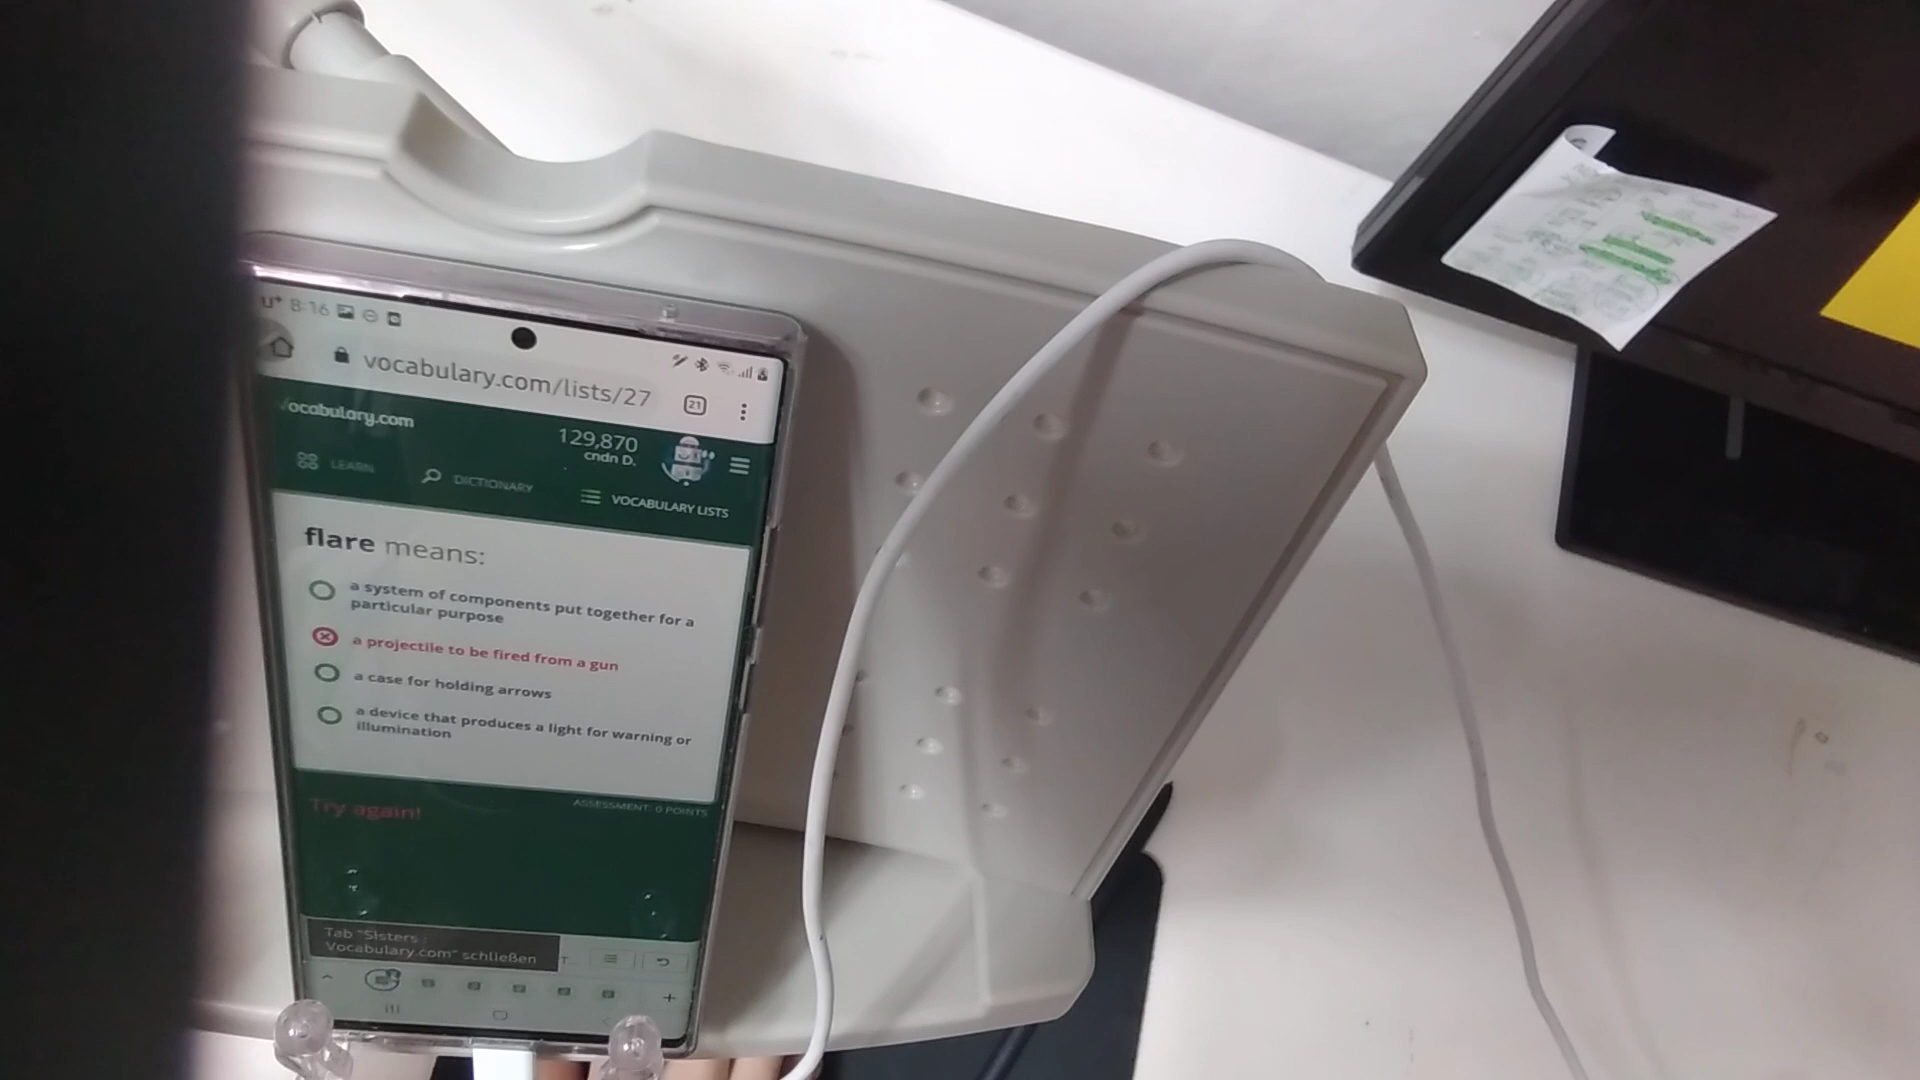 U⁺ 8:16
vocabulary.com/lists/27
21
vocabulary.com
129,870
cndn D.
LEARN
DICTIONARY
VOCABULARY LISTS
flare means:
a system of components put together for a
particular purpose
a projectile to be fired from a gun
a case for holding arrows
a device that produces a light for warning or
illumination
Try again!
ASSESSMENT: 0 POINTS
Tab "Sisters :
Vocabulary.com" schließen